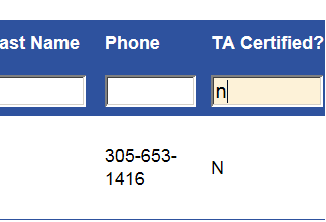 ast Name Phone TA Certified?
n
305-653-
1416 N